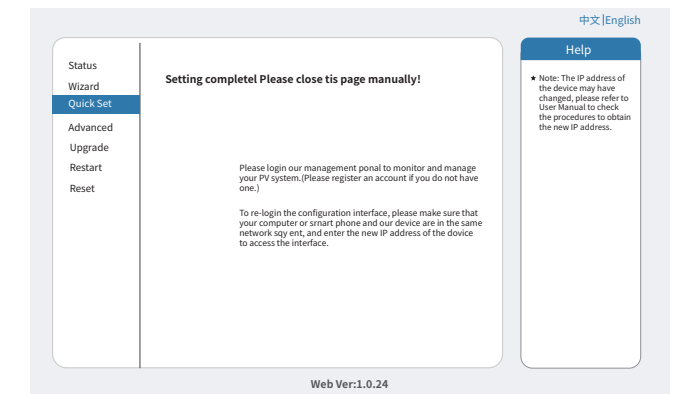 中文|English
Status
Wizard
Quick Set
Advanced
Upgrade
Restart
Reset
Setting completel Please close tis page manually!
Please login our management ponal to monitor and manage
your PV system.(Please register an account if you do not have
one.)
To re-login the configuration interface, please make sure that
your computer or srnart phone and our device are in the same
network sqy ent, and enter the new IP address of the dovice
to access the interface.
Help
★ Note: The IP address of
the device may have
changed, please refer to
User Manual to check
the procedures to obtain
the new IP address.
Web Ver:1.0.24